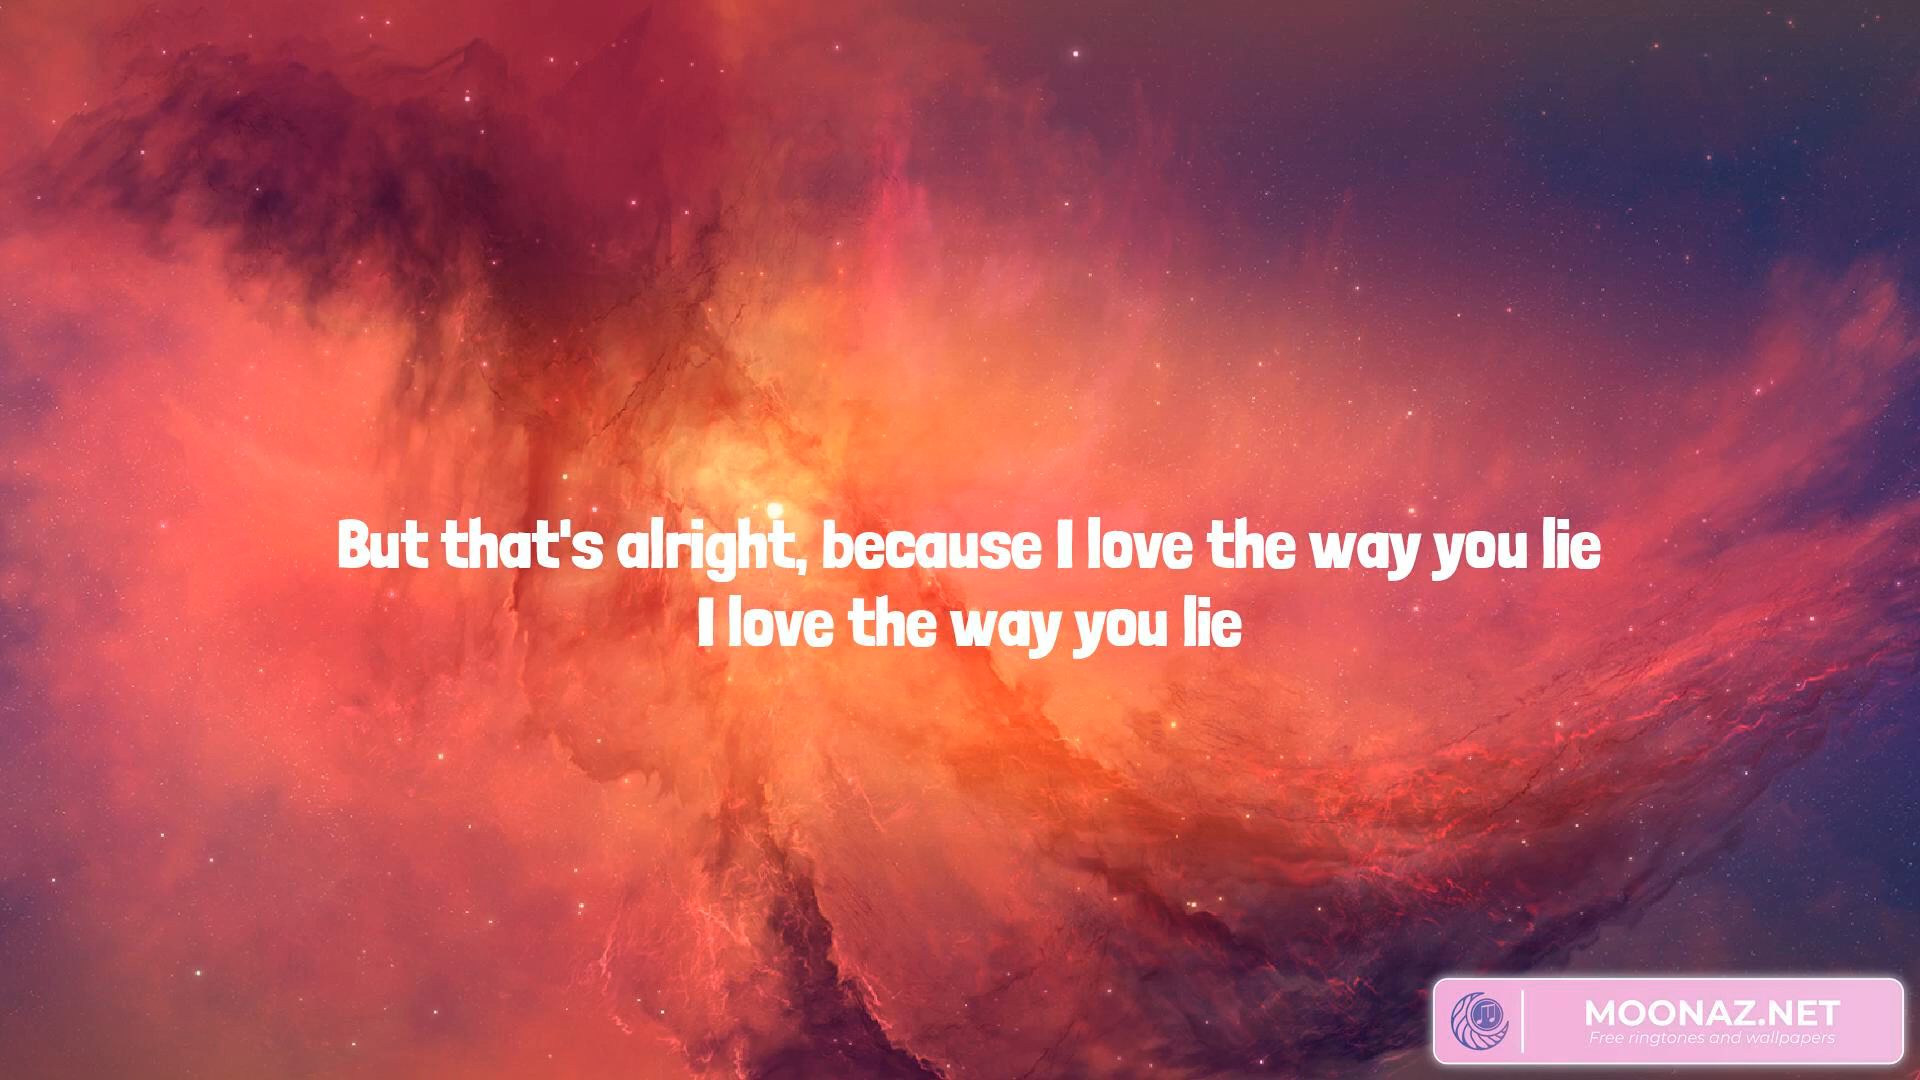 But that's alright, because I love the way you lie
I love the way you lie
MOONAZ.NET
Free ringtones and wallpapers